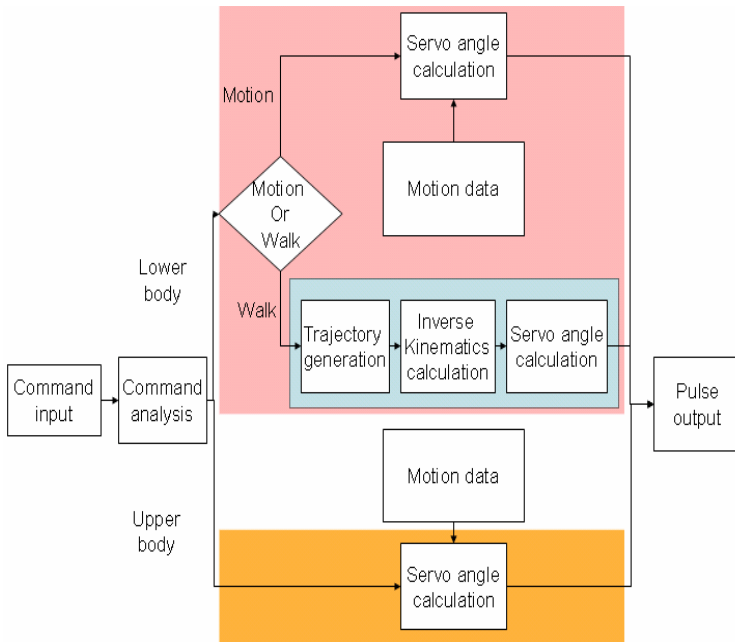 Servo angle
calculation
Motion
Motion data
Motion
Or
Walk
Lower
body
Walk
Trajectory
generation
Inverse
Kinematics
calculation
Servo angle
calculation
Command
input
Command
analysis
Pulse
output
Motion data
Upper
body
Servo angle
calculation